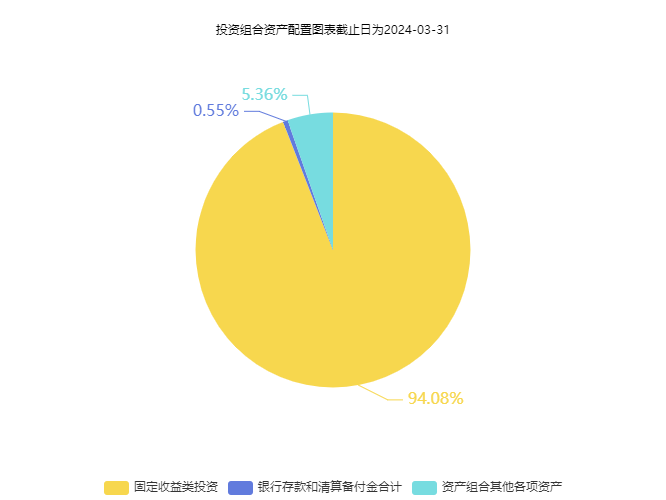 投资组合资产配置图表截止日为2024-03-31
5.36%
0.55%
94.08%
固定收益类投资 银行存款和清算备付金合计 资产组合其他各项资产